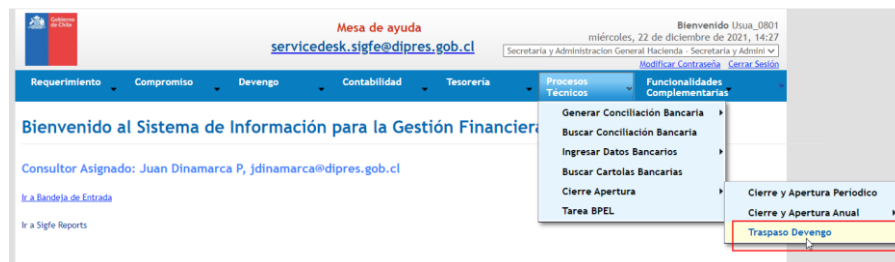 Gobierno
de Chile
Mesa de ayuda
servicedesk.sigfe@dipres.gob.cl
Bienvenido Usua_0801
miércoles, 22 de diciembre de 2021, 14:27
Secretaria y Administracion General Hacienda - Secretaria y Admini
Modificar Contraseña Cerrar Sesión
Requerimiento Compromiso Devengo Contabilidad Tesorería Procesos Técnicos Funcionalidades Complementarias
Bienvenido al Sistema de Información para la Gestión Financier
Consultor Asignado: Juan Dinamarca P, jdinamarca@dipres.gob.cl
Ir a Bandeja de Entrada
Ir a Sigfe Reports
Generar Conciliación Bancaria
Buscar Conciliación Bancaria
Ingresar Datos Bancarios
Buscar Cartolas Bancarias
Cierre Apertura
Tarea BPEL
Cierre y Apertura Periodico
Cierre y Apertura Anual
Traspaso Devengo